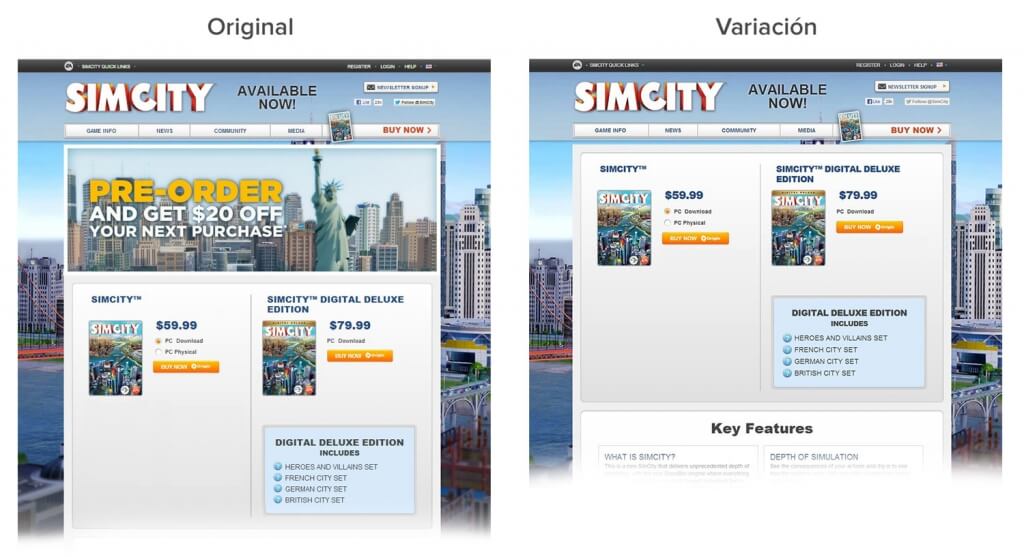 Original
Variación
EA SIMCITY QUICK LINKS
REGISTER LOGIN HELP
SIMCITY
AVAILABLE
NOW!
NEWSLETTER SIGNUP
Like
Follow @SimCity
GAME INFO NEWS COMMUNITY MEDIA BUY NOW
PRE-ORDER
AND GET $20 OFF
YOUR NEXT PURCHASE*
SIMCITY™
SIMCITY
$59.99
PC Download
PC Physical
BUY NOW Origin
SIMCITY™ DIGITAL DELUXE
EDITION
SIMCITY
$79.99
PC Download
BUY NOW Origin
DIGITAL DELUXE EDITION
INCLUDES
HEROES AND VILLAINS SET
FRENCH CITY SET
GERMAN CITY SET
BRITISH CITY SET
EA SIMCITY QUICK LINKS
REGISTER LOGIN HELP
SIMCITY
AVAILABLE
NOW!
NEWSLETTER SIGNUP
Like
Follow @SimCity
GAME INFO NEWS COMMUNITY MEDIA BUY NOW
SIMCITY™
SIMCITY
$59.99
PC Download
PC Physical
BUY NOW Origin
SIMCITY™ DIGITAL DELUXE
EDITION
DIGITAL DELUXE
SIMCITY
$79.99
PC Download
BUY NOW Origin
DIGITAL DELUXE EDITION
INCLUDES
HEROES AND VILLAINS SET
FRENCH CITY SET
GERMAN CITY SET
BRITISH CITY SET
Key Features
WHAT IS SIMCITY?
This is a new SimCity that delivers unprecedented depth of
DEPTH OF SIMULATION
See the consequences of your actions